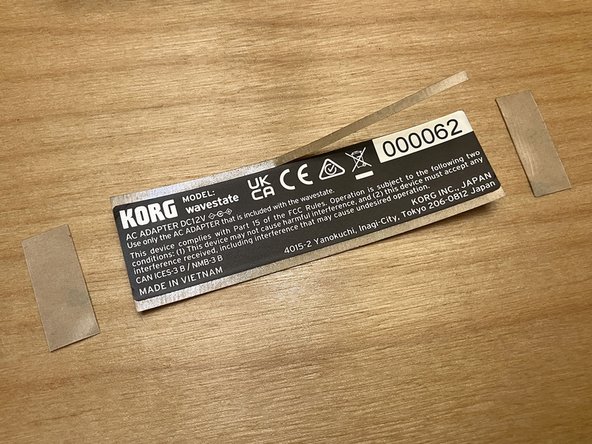 KORG MODEL: wavestate UK CA CE 000062
AC ADAPTER DC12V
Use only the AC ADAPTER that is included with the wavestate.
This device complies with Part 15 of the FCC Rules. Operation is subject to the following two
conditions: (1) This device may not cause harmful interference, and (2) this device must accept any
interference received, including interference that may cause undesired operation.
CAN ICES-3 B / NMB-3 B
KORG INC., JAPAN
MADE IN VIETNAM
4015-2 Yanokuchi, Inagi-City, Tokyo 206-0812 Japan